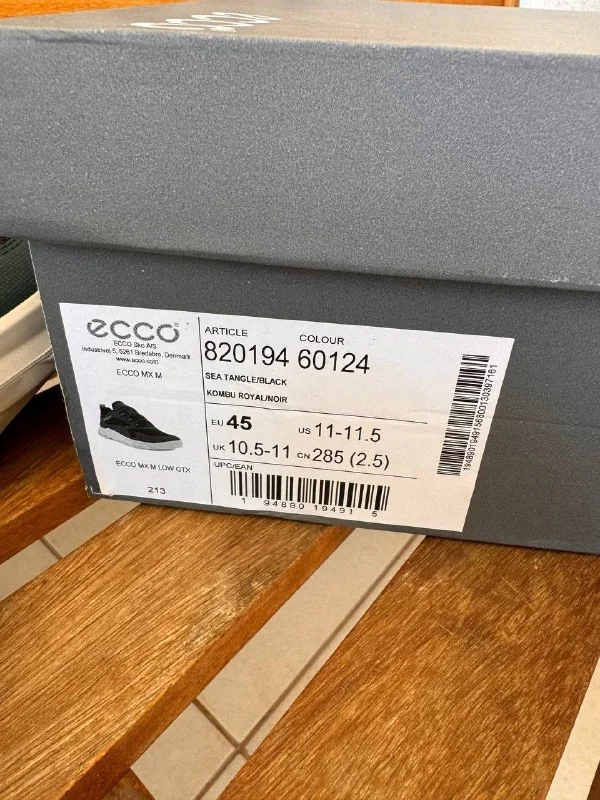 ecco
ecco®
ECCO Sko A/S
Industrivej 5, 6261 Bredebro, Denmark
www.ecco.com
ECCO MX M
ECCO MX M LOW GTX
213
ARTICLE COLOUR
820194 60124
SEA TANGLE/BLACK
KOMBU ROYAL/NOIR
EU 45 US 11-11.5
UK 10.5-11 CN 285 (2.5)
UPC/EAN
1 94890 19491 5